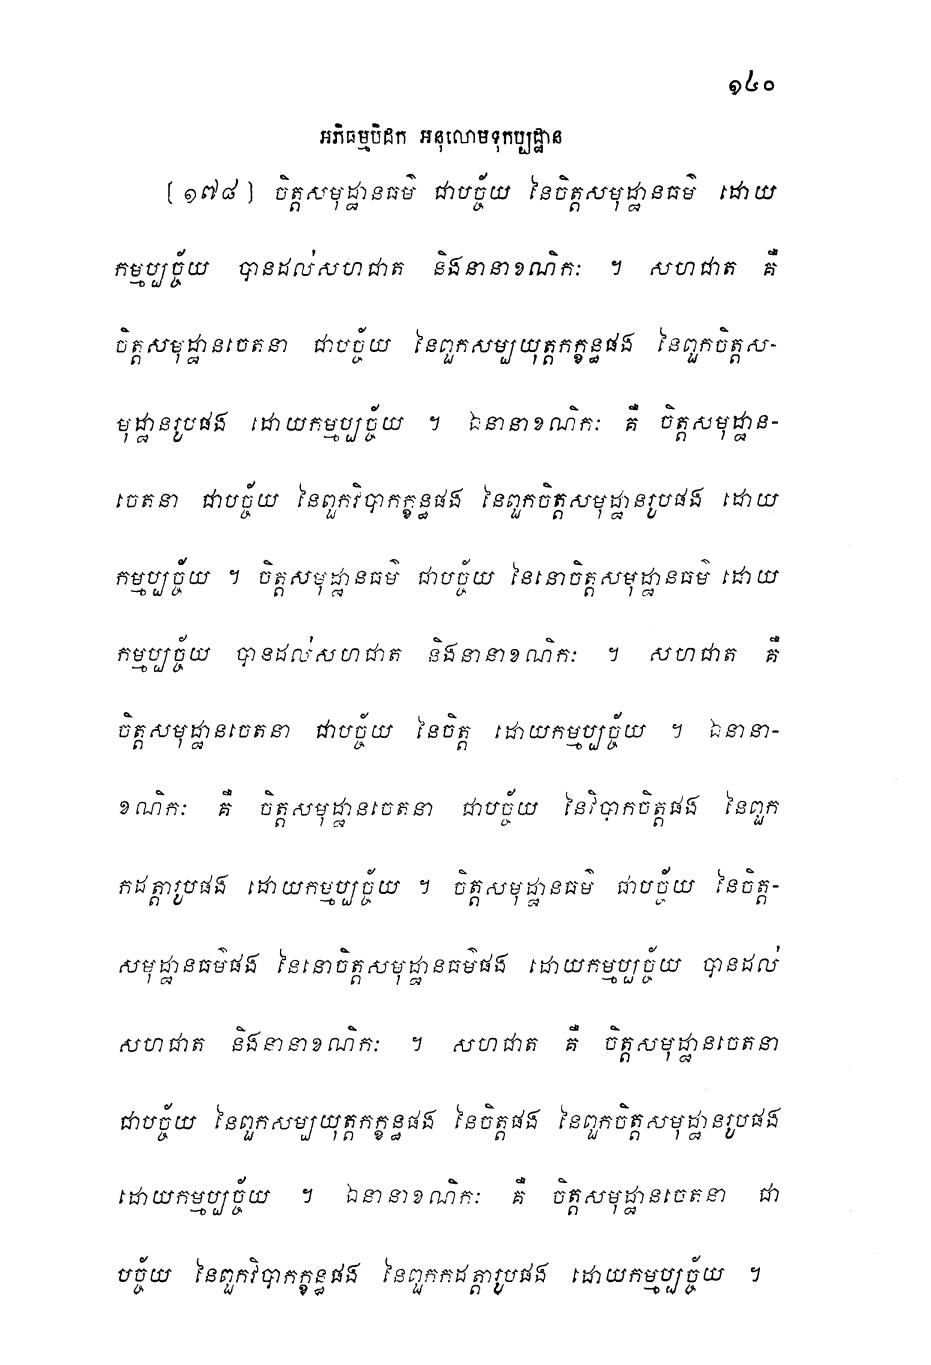 ១៤០
អភិធម្មបិដក អនុលោមទុកប្បដ្ឋាន
[១៧៨] ចិត្តសមុដ្ឋានធម៌ ជាបច្ច័យ នៃចិត្តសមុដ្ឋានធម៌ ដោយ
កម្មប្បច្ច័យ បានដល់សហជាត និងនានាខណិកៈ ។ សហជាត គឺ
ចិត្តសមុដ្ឋានចេតនា ជាបច្ច័យ នៃពួកសម្បយុត្តកក្ខន្ធផង នៃពួកចិត្តស-
មុដ្ឋានរូបផង ដោយកម្មប្បច្ច័យ ។ ឯនានាខណិកៈ គឺ ចិត្តសមុដ្ឋាន-
ចេតនា ជាបច្ច័យ នៃពួកវិបាកក្ខន្ធផង នៃពួកចិត្តសមុដ្ឋានរូបផង ដោយ
កម្មប្បច្ច័យ ។ ចិត្តសមុដ្ឋានធម៌ ជាបច្ច័យ នៃនោចិត្តសមុដ្ឋានធម៌ ដោយ
កម្មប្បច្ច័យ បានដល់សហជាត និងនានាខណិកៈ ។ សហជាត គឺ
ចិត្តសមុដ្ឋានចេតនា ជាបច្ច័យ នៃចិត្ត ដោយកម្មប្បច្ច័យ ។ ឯនានា-
ខណិកៈ គឺ ចិត្តសមុដ្ឋានចេតនា ជាបច្ច័យ នៃវិបាកចិត្តផង នៃពួក
កដត្តារូបផង ដោយកម្មប្បច្ច័យ ។ ចិត្តសមុដ្ឋានធម៌ ជាបច្ច័យ នៃចិត្ត-
សមុដ្ឋានធម៌ផង នៃនោចិត្តសមុដ្ឋានធម៌ផង ដោយកម្មប្បច្ច័យ បានដល់
សហជាត និងនានាខណិកៈ ។ សហជាត គឺ ចិត្តសមុដ្ឋានចេតនា
ជាបច្ច័យ នៃពួកសម្បយុត្តកក្ខន្ធផង នៃចិត្តផង នៃពួកចិត្តសមុដ្ឋានរូបផង
ដោយកម្មប្បច្ច័យ ។ ឯនានាខណិកៈ គឺ ចិត្តសមុដ្ឋានចេតនា ជា
បច្ច័យ នៃពួកវិបាកក្ខន្ធផង នៃពួកកដត្តារូបផង ដោយកម្មប្បច្ច័យ ។